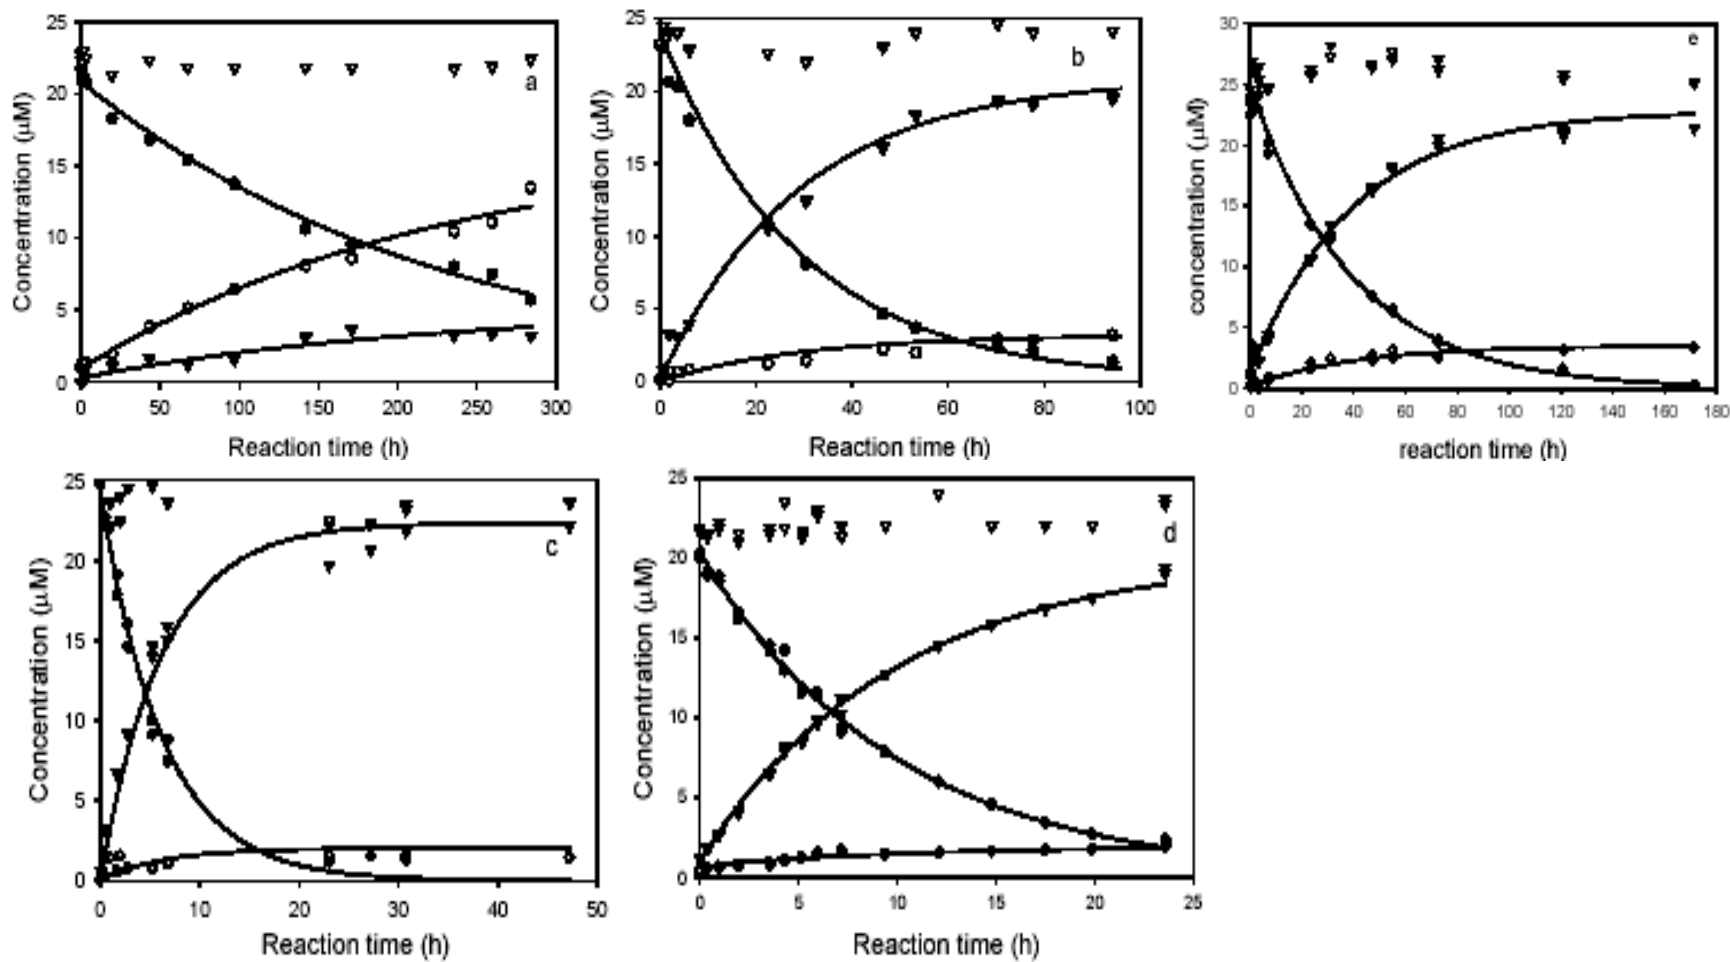 25
20
15
10
5
0
Concentration (μM)
a
0 50 100 150 200 250 300
Reaction time (h)
25
20
15
10
5
0
Concentration (μM)
b
0 20 40 60 80 100
Reaction time (h)
30
25
20
15
10
5
0
concentration (μM)
e
0 20 40 60 80 100 120 140 160 180
reaction time (h)
25
20
15
10
5
0
Concentration (μM)
c
0 10 20 30 40 50
Reaction time (h)
25
20
15
10
5
0
Concentration (μM)
d
0 5 10 15 20 25
Reaction time (h)